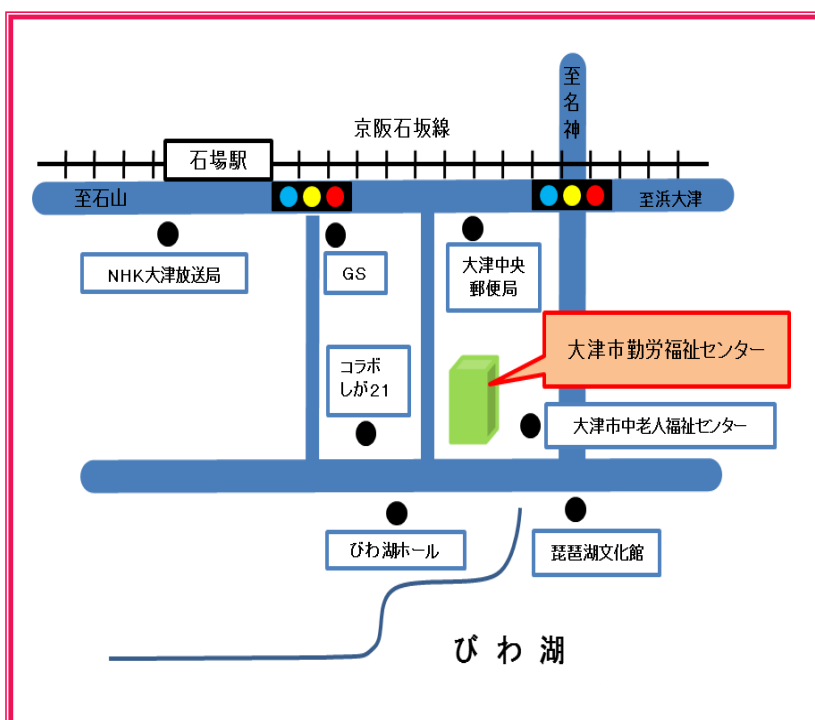 至名神
京阪石坂線
石場駅
至石山
至浜大津
NHK大津放送局
GS
大津中央
郵便局
大津市勤労福祉センター
コラボ
しが21
大津市中老人福祉センター
びわ湖ホール
琵琶湖文化館
びわ湖